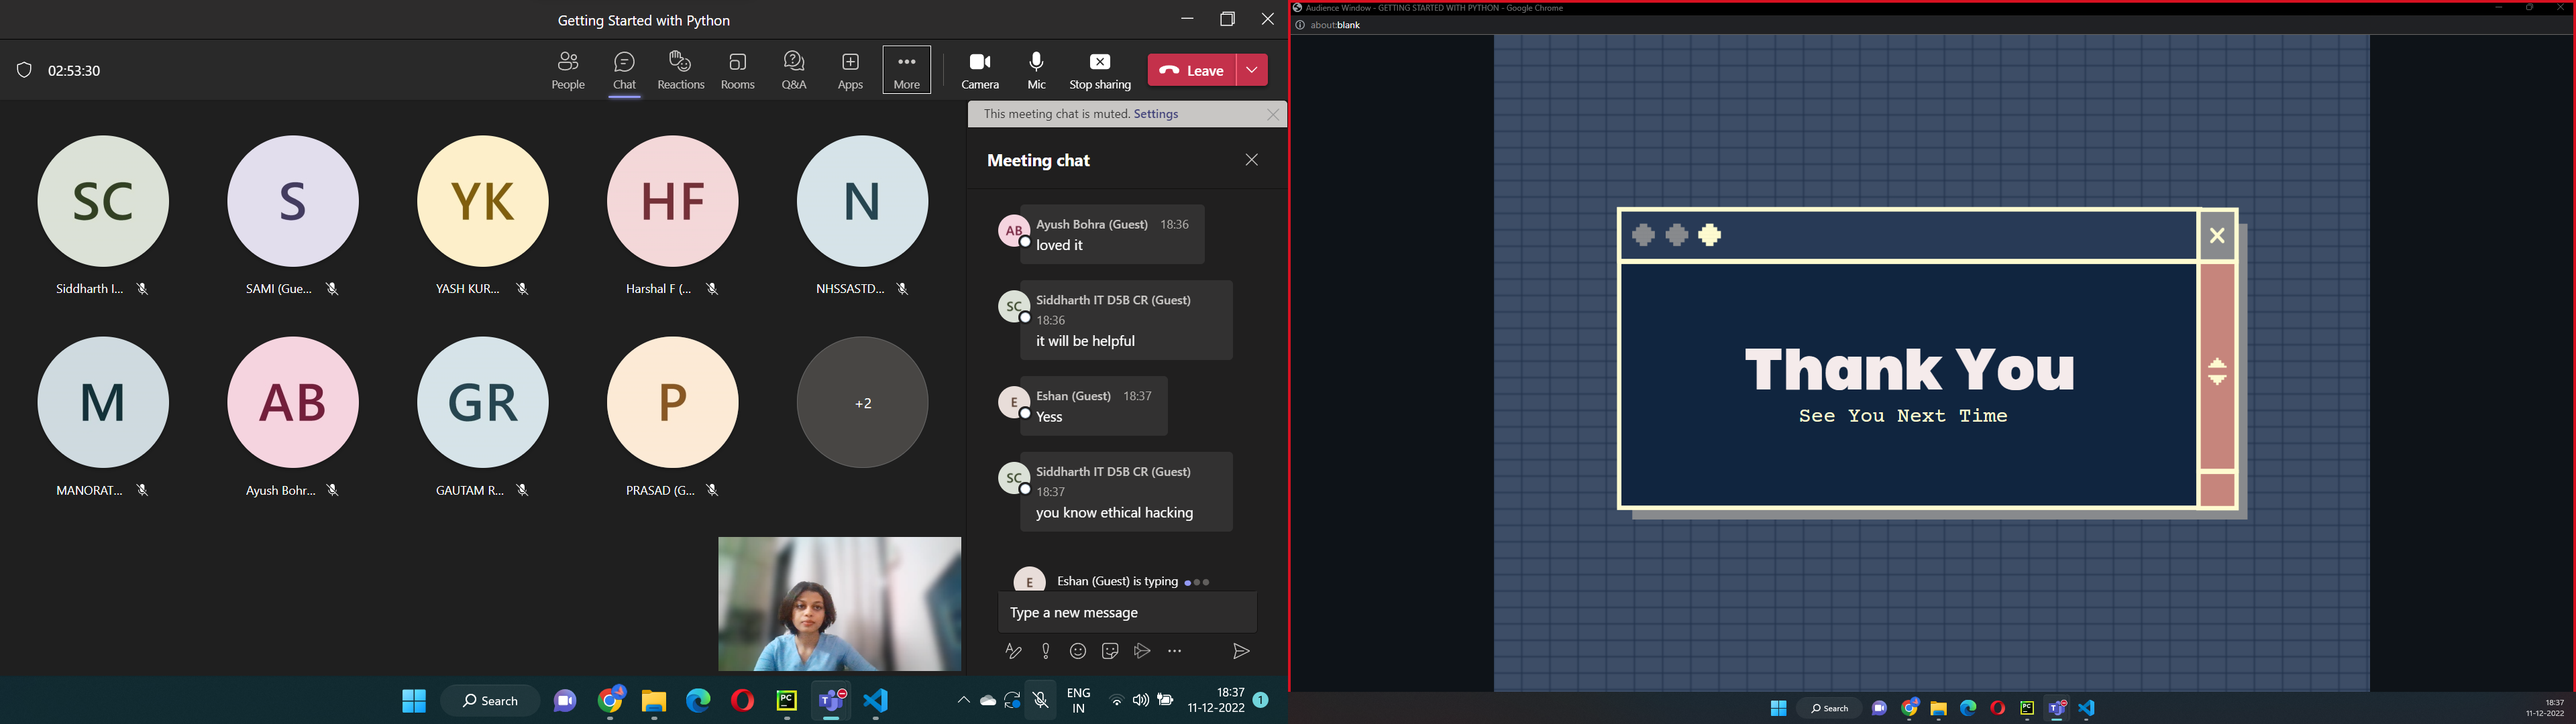 Getting Started with Python
02:53:30
People
Chat
Reactions
Rooms
Q&A
Apps
More
Camera
Mic
Stop sharing
Leave
SC
S
YK
HF
N
Siddharth I...
SAMI (Gue...
YASH KUR...
Harshal F (...
NHSSASTD...
M
AB
GR
P
+2
MANORAT...
Ayush Bohr...
GAUTAM R...
PRASAD (G...
This meeting chat is muted. Settings
Meeting chat
AB
Ayush Bohra (Guest) 18:36
loved it
SC
Siddharth IT D5B CR (Guest)
18:36
it will be helpful
E
Eshan (Guest) 18:37
Yess
SC
Siddharth IT D5B CR (Guest)
18:37
you know ethical hacking
E
Eshan (Guest) is typing
Type a new message
Search
PC
ENG
IN
18:37
11-12-2022
1
Audience Window - GETTING STARTED WITH PYTHON - Google Chrome
about:blank
Thank You
See You Next Time
Search
PC
18:37
11-12-2022